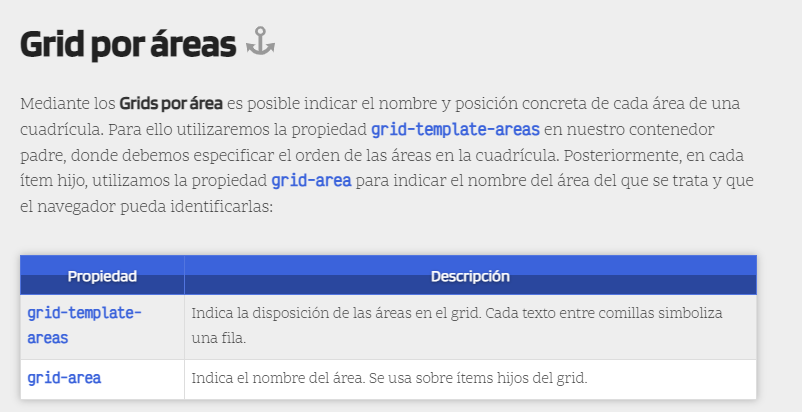 Grid por áreas
Mediante los Grids por área es posible indicar el nombre y posición concreta de cada área de una
cuadrícula. Para ello utilizaremos la propiedad grid-template-areas en nuestro contenedor
padre, donde debemos especificar el orden de las áreas en la cuadrícula. Posteriormente, en cada
ítem hijo, utilizamos la propiedad grid-area para indicar el nombre del área del que se trata y que
el navegador pueda identificarlas:
Propiedad Descripción
grid-template- Indica la disposición de las áreas en el grid. Cada texto entre comillas simboliza
areas una fila.
grid-area Indica el nombre del área. Se usa sobre ítems hijos del grid.